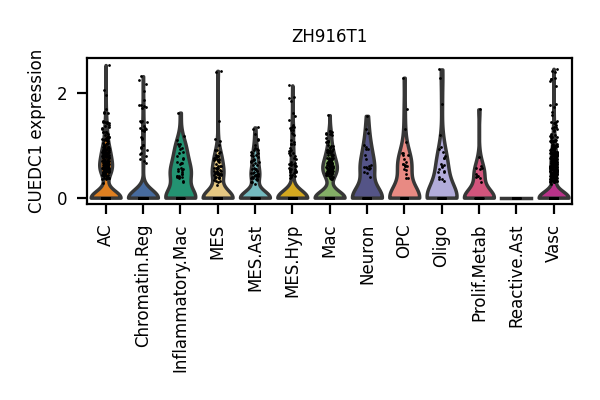 ZH916T1
CUEDC1 expression
2
0
AC
Chromatin.Reg
Inflammatory.Mac
MES
MES.Ast
MES.Hyp
Mac
Neuron
OPC
Oligo
Prolif.Metab
Reactive.Ast
Vasc